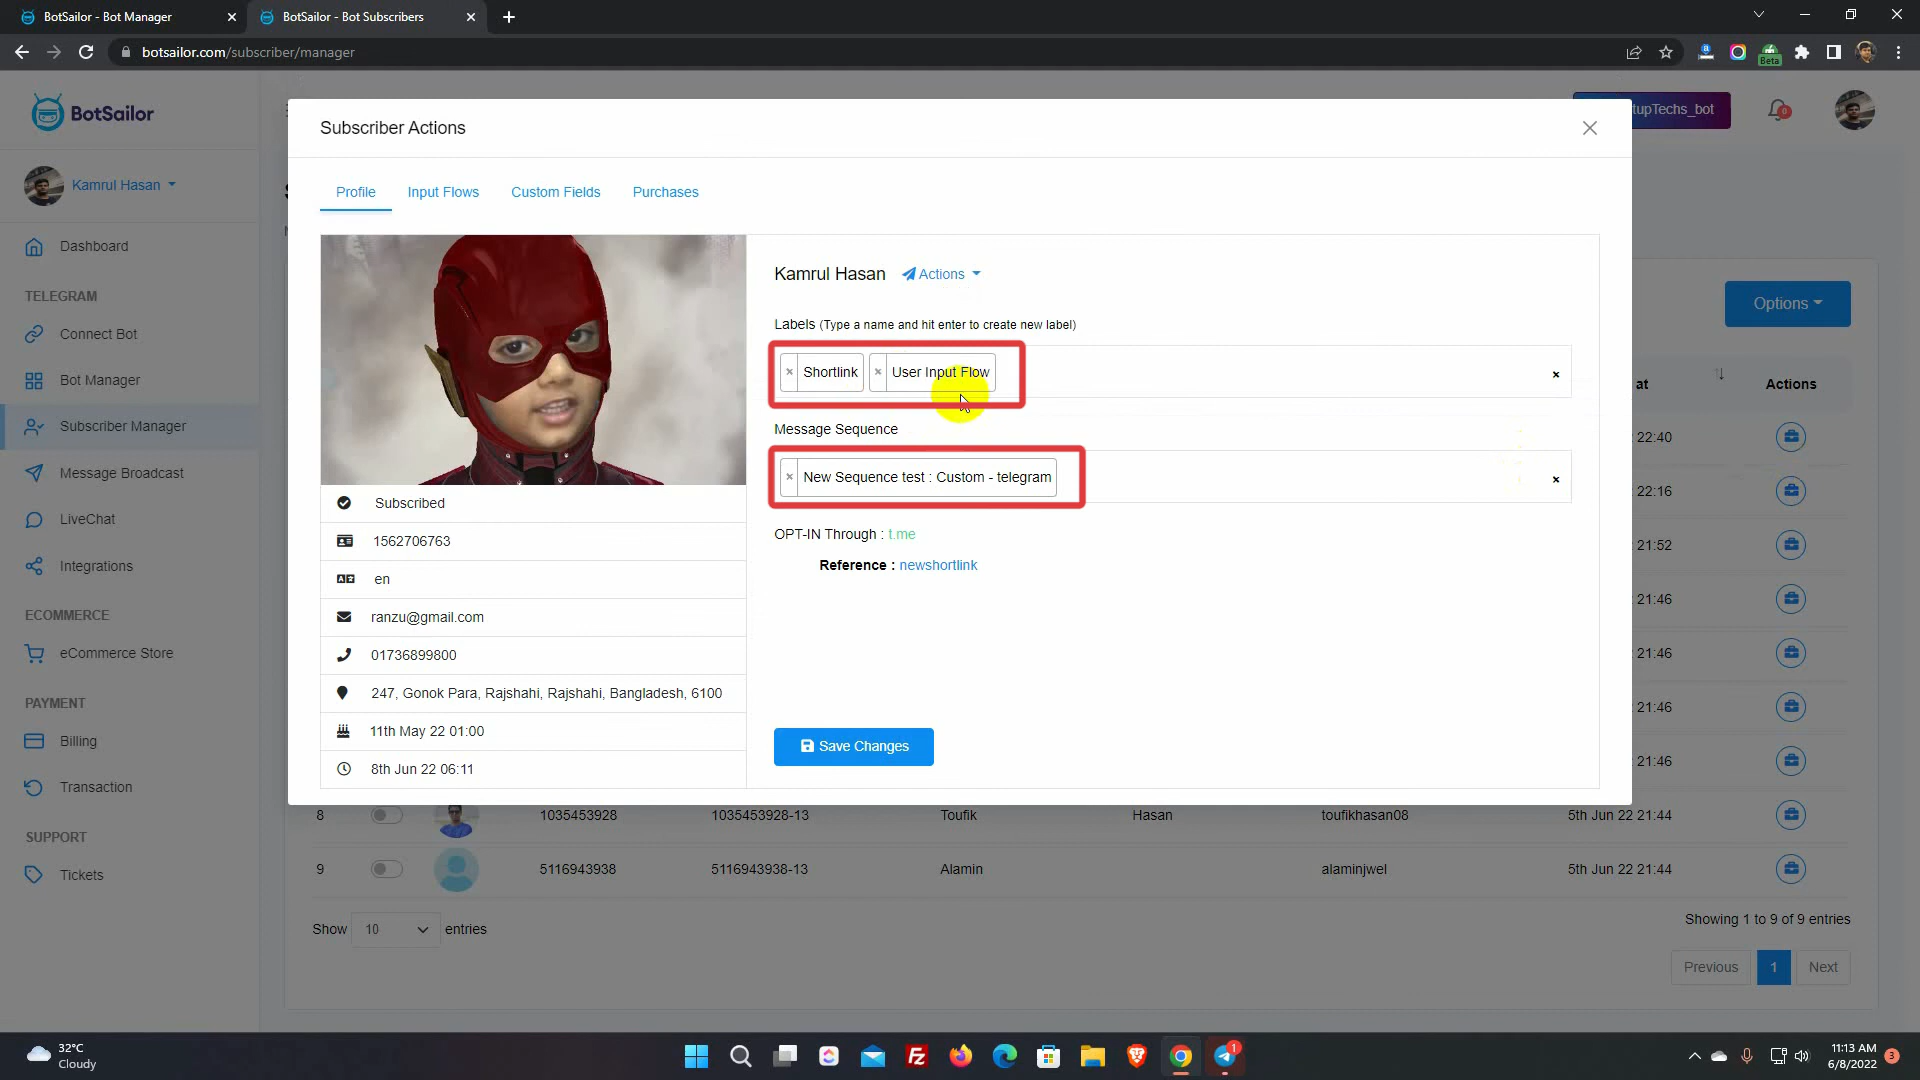 BotSailor - Bot Manager
BotSailor - Bot Subscribers
botsailor.com/subscriber/manager
Beta
BotSailor
Subscriber Actions
tupTechs_bot
0
Kamrul Hasan
Profile
Input Flows
Custom Fields
Purchases
Dashboard
TELEGRAM
Connect Bot
Bot Manager
Subscriber Manager
Message Broadcast
LiveChat
Integrations
ECOMMERCE
eCommerce Store
PAYMENT
Billing
Transaction
SUPPORT
Tickets
Kamrul Hasan
Actions
Labels (Type a name and hit enter to create new label)
× Shortlink
× User Input Flow
×
Message Sequence
× New Sequence test : Custom - telegram
×
OPT-IN Through : t.me
Reference : newshortlink
Save Changes
Subscribed
1562706763
en
ranzu@gmail.com
01736899800
247, Gonok Para, Rajshahi, Rajshahi, Bangladesh, 6100
11th May 22 01:00
8th Jun 22 06:11
Options
at
Actions
22:40
22:16
21:52
21:46
21:46
21:46
21:46
8 1035453928 1035453928-13 Toufik Hasan toufikhasan08 5th Jun 22 21:44
9 5116943938 5116943938-13 Alamin alaminjwel 5th Jun 22 21:44
Show 10 entries
Showing 1 to 9 of 9 entries
Previous 1 Next
32°C
Cloudy
1
11:13 AM
6/8/2022
3